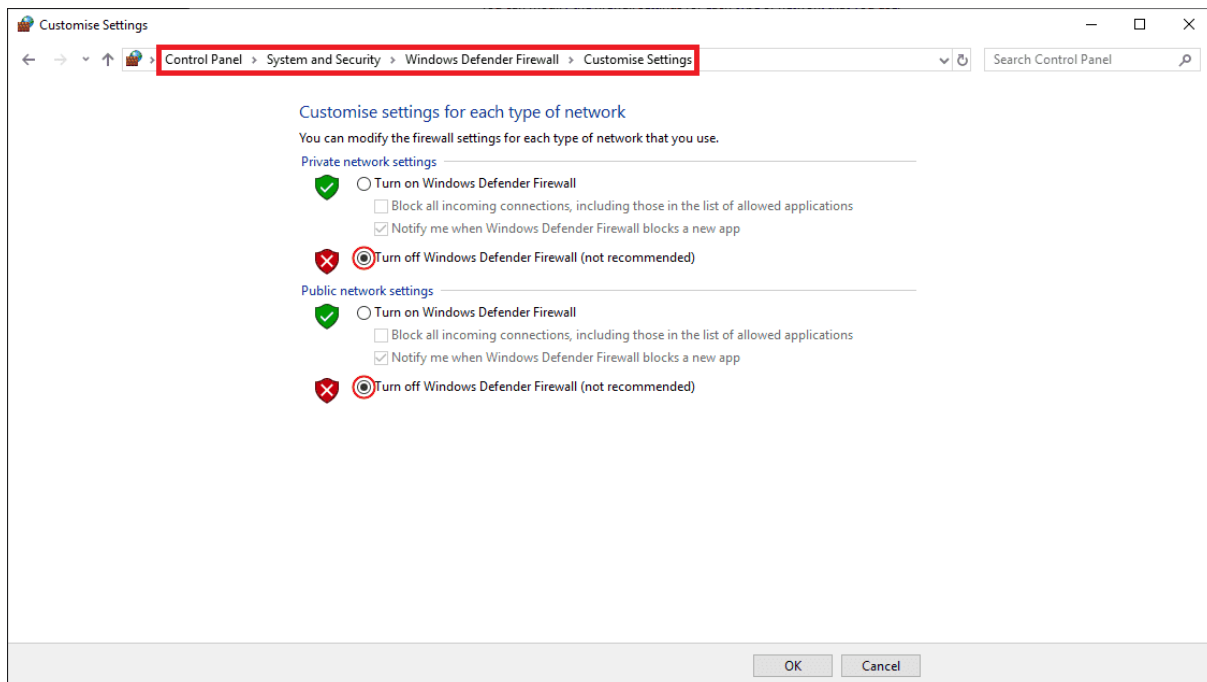 Customise Settings
Control Panel > System and Security > Windows Defender Firewall > Customise Settings
Search Control Panel
Customise settings for each type of network
You can modify the firewall settings for each type of network that you use.
Private network settings
Turn on Windows Defender Firewall
Block all incoming connections, including those in the list of allowed applications
Notify me when Windows Defender Firewall blocks a new app
Turn off Windows Defender Firewall (not recommended)
Public network settings
Turn on Windows Defender Firewall
Block all incoming connections, including those in the list of allowed applications
Notify me when Windows Defender Firewall blocks a new app
Turn off Windows Defender Firewall (not recommended)
OK
Cancel